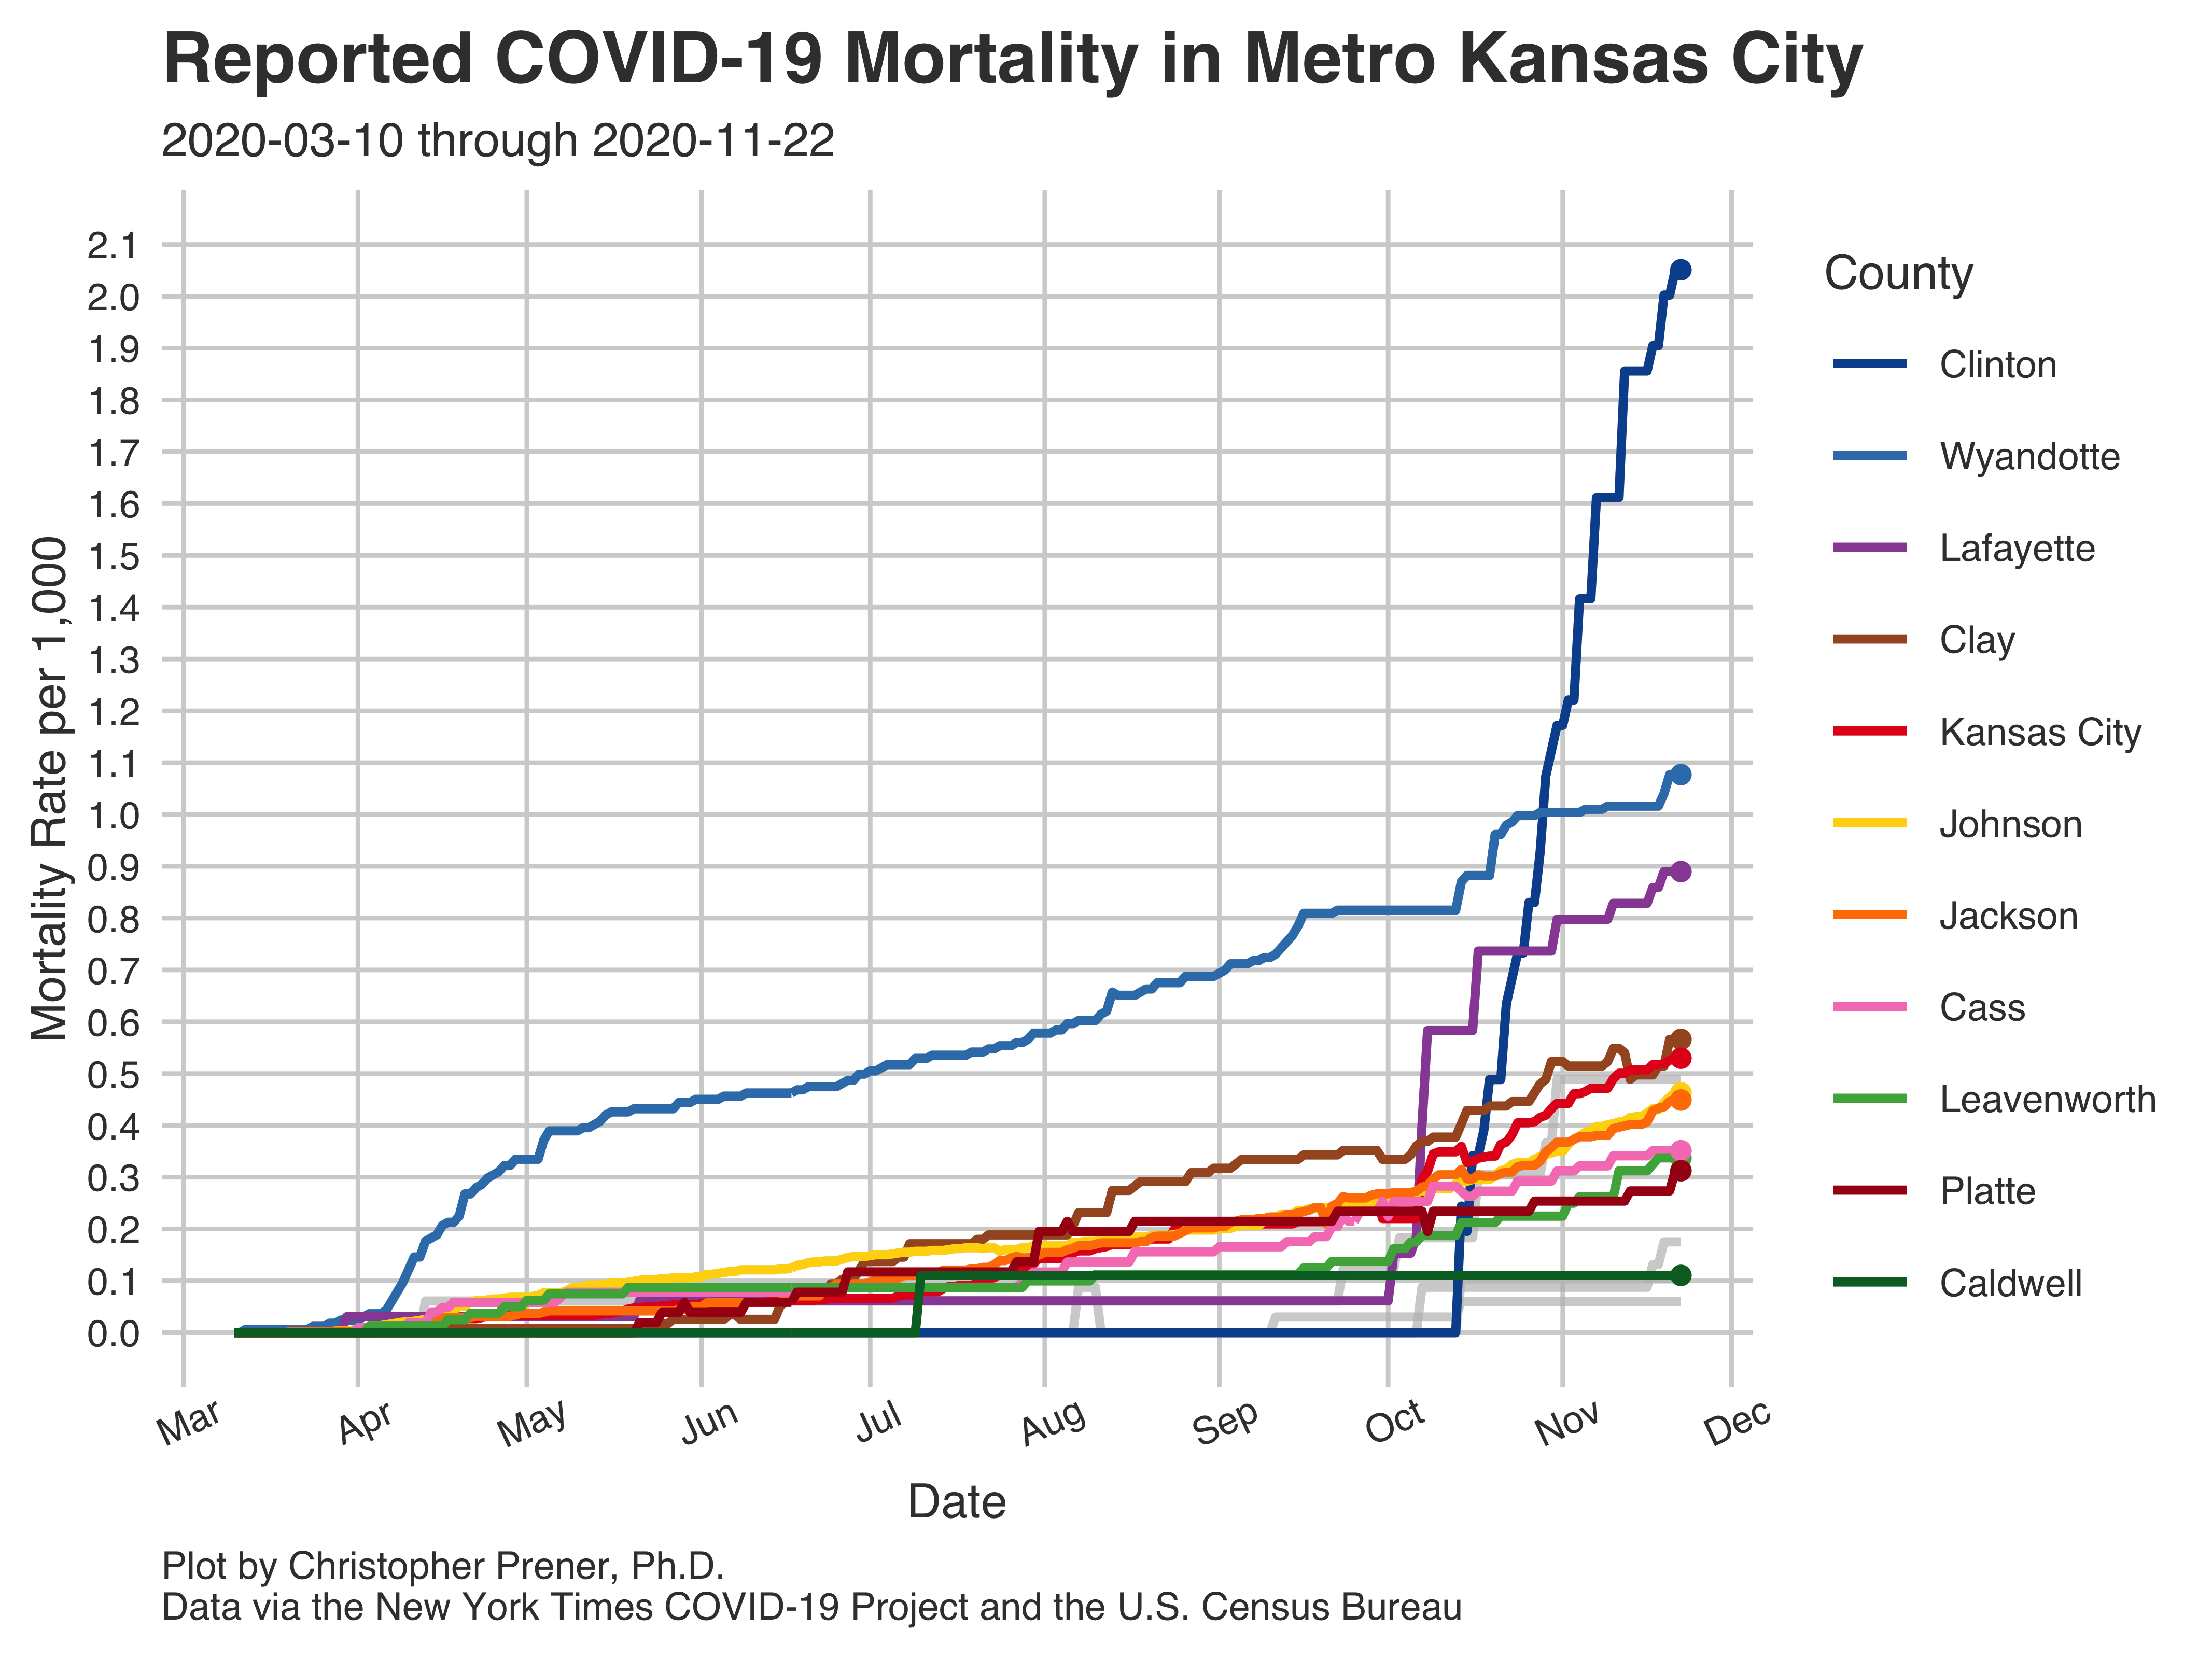 Reported COVID-19 Mortality in Metro Kansas City
2020-03-10 through 2020-11-22
Mortality Rate per 1,000
2.1
2.0
1.9
1.8
1.7
1.6
1.5
1.4
1.3
1.2
1.1
1.0
0.9
0.8
0.7
0.6
0.5
0.4
0.3
0.2
0.1
0.0
Mar Apr May Jun Jul Aug Sep Oct Nov Dec
Date
County
Clinton
Wyandotte
Lafayette
Clay
Kansas City
Johnson
Jackson
Cass
Leavenworth
Platte
Caldwell
Plot by Christopher Prener, Ph.D.
Data via the New York Times COVID-19 Project and the U.S. Census Bureau